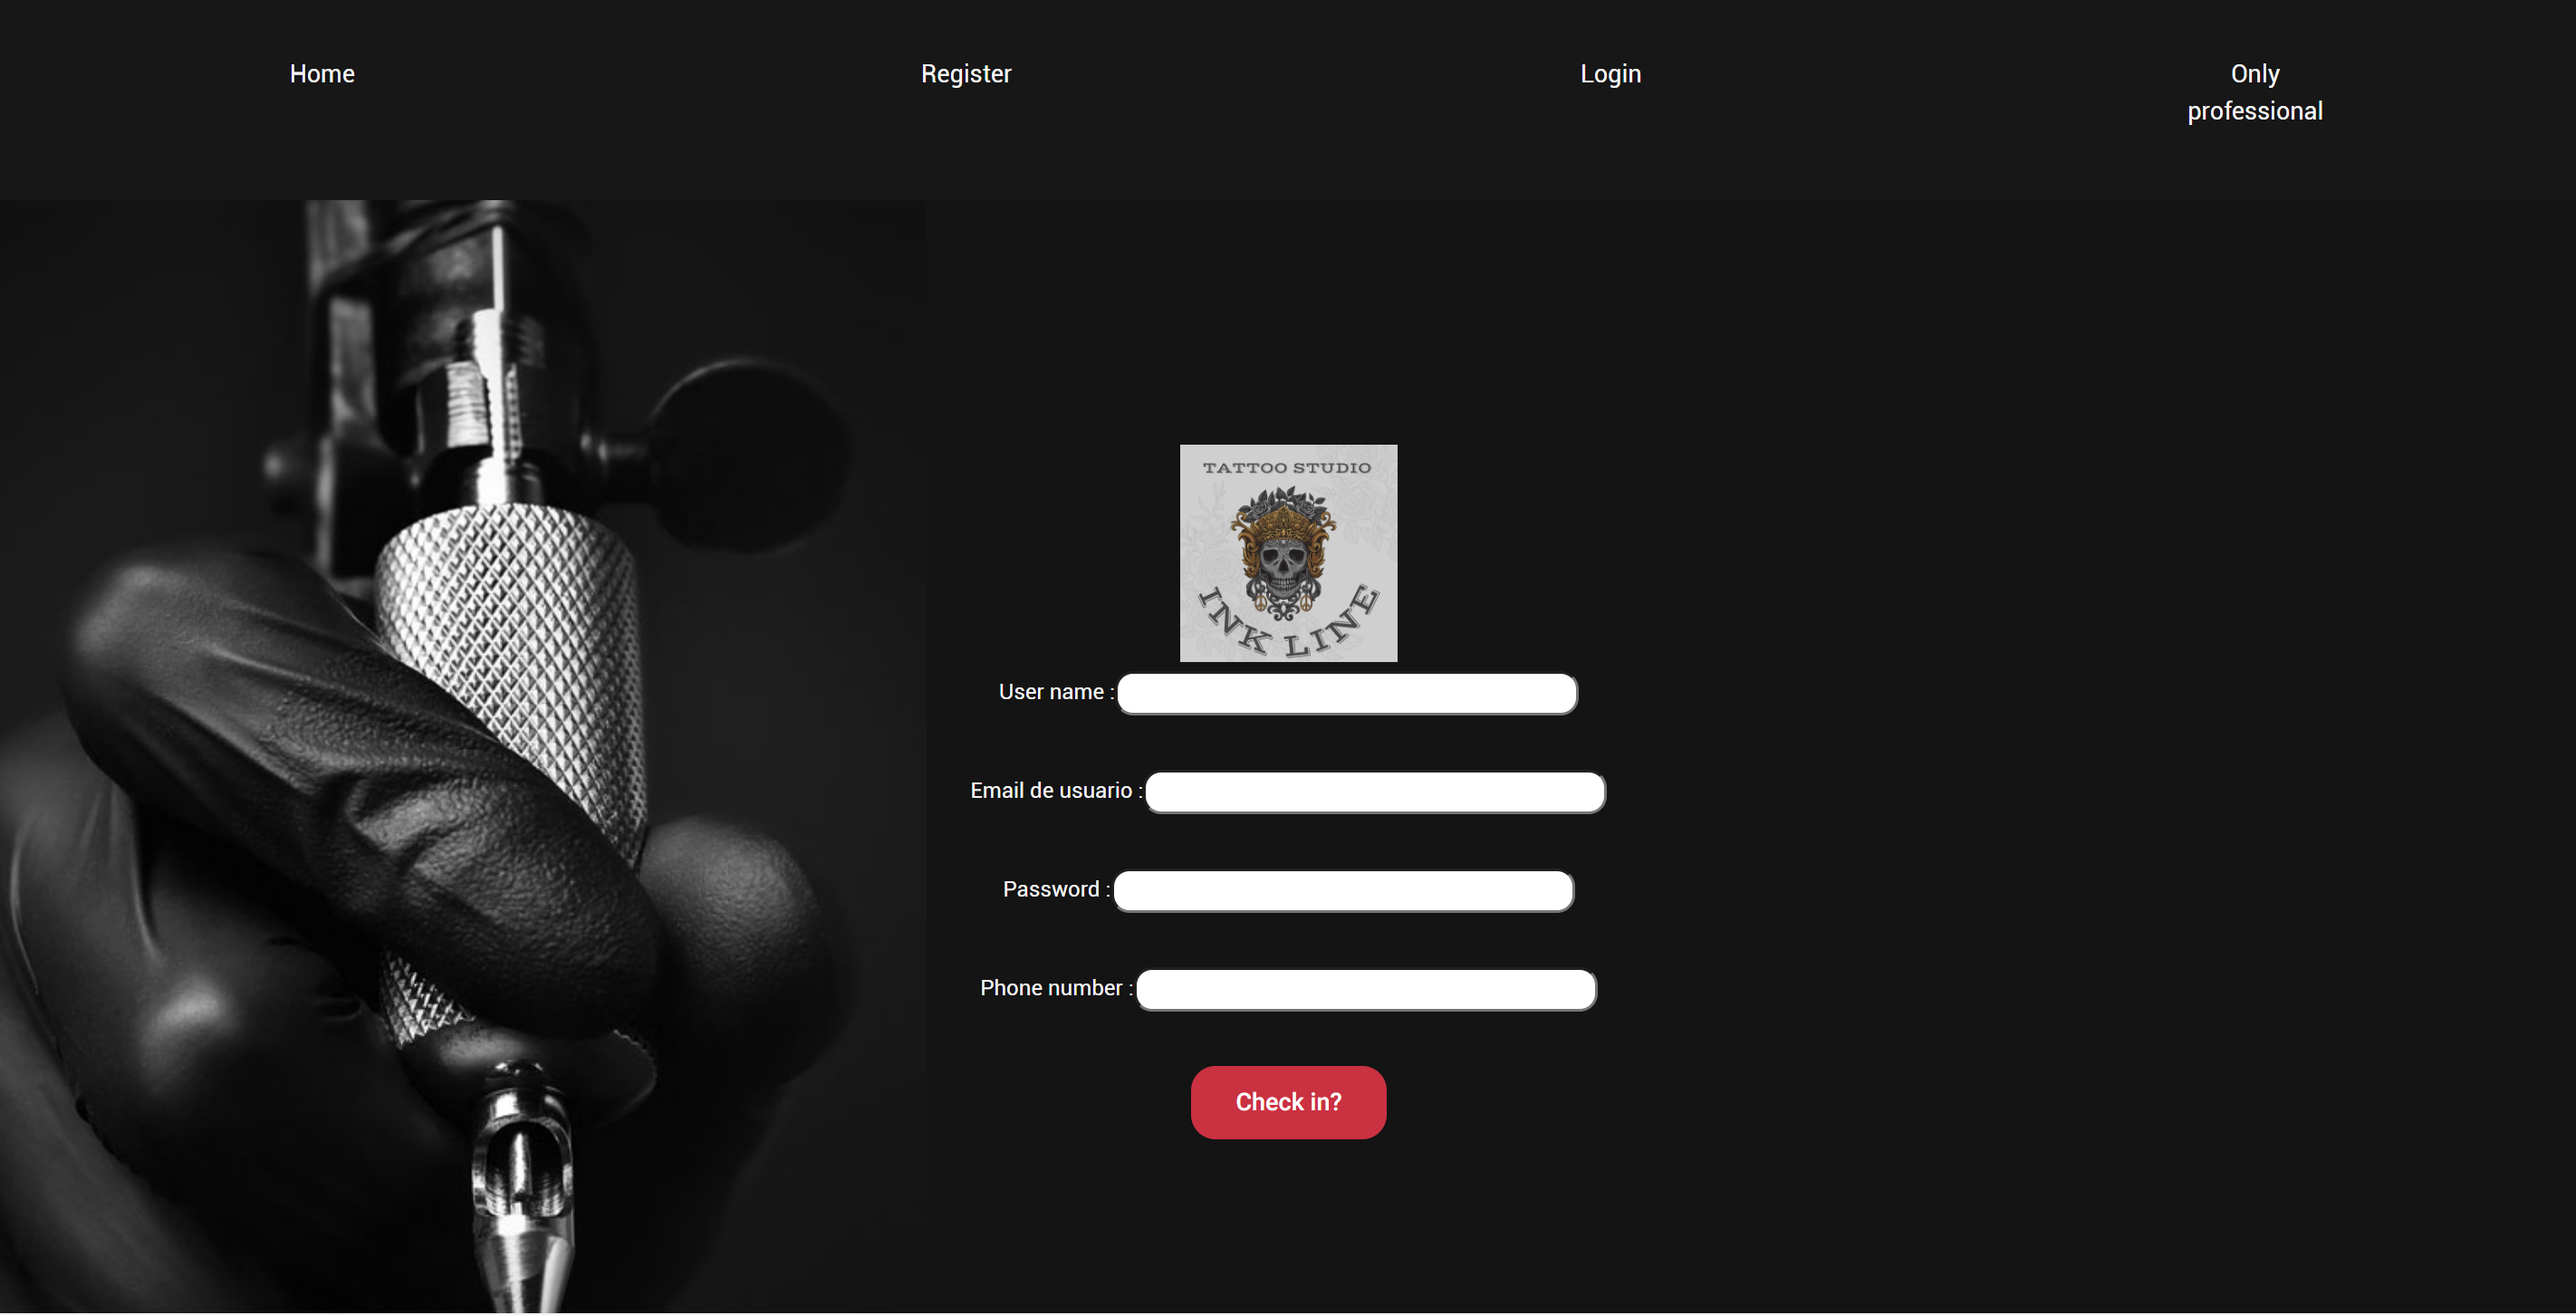 Home
Register
Login
Only
professional
TATTOO STUDIO
INK LINE
User name :
Email de usuario :
Password :
Phone number :
Check in?